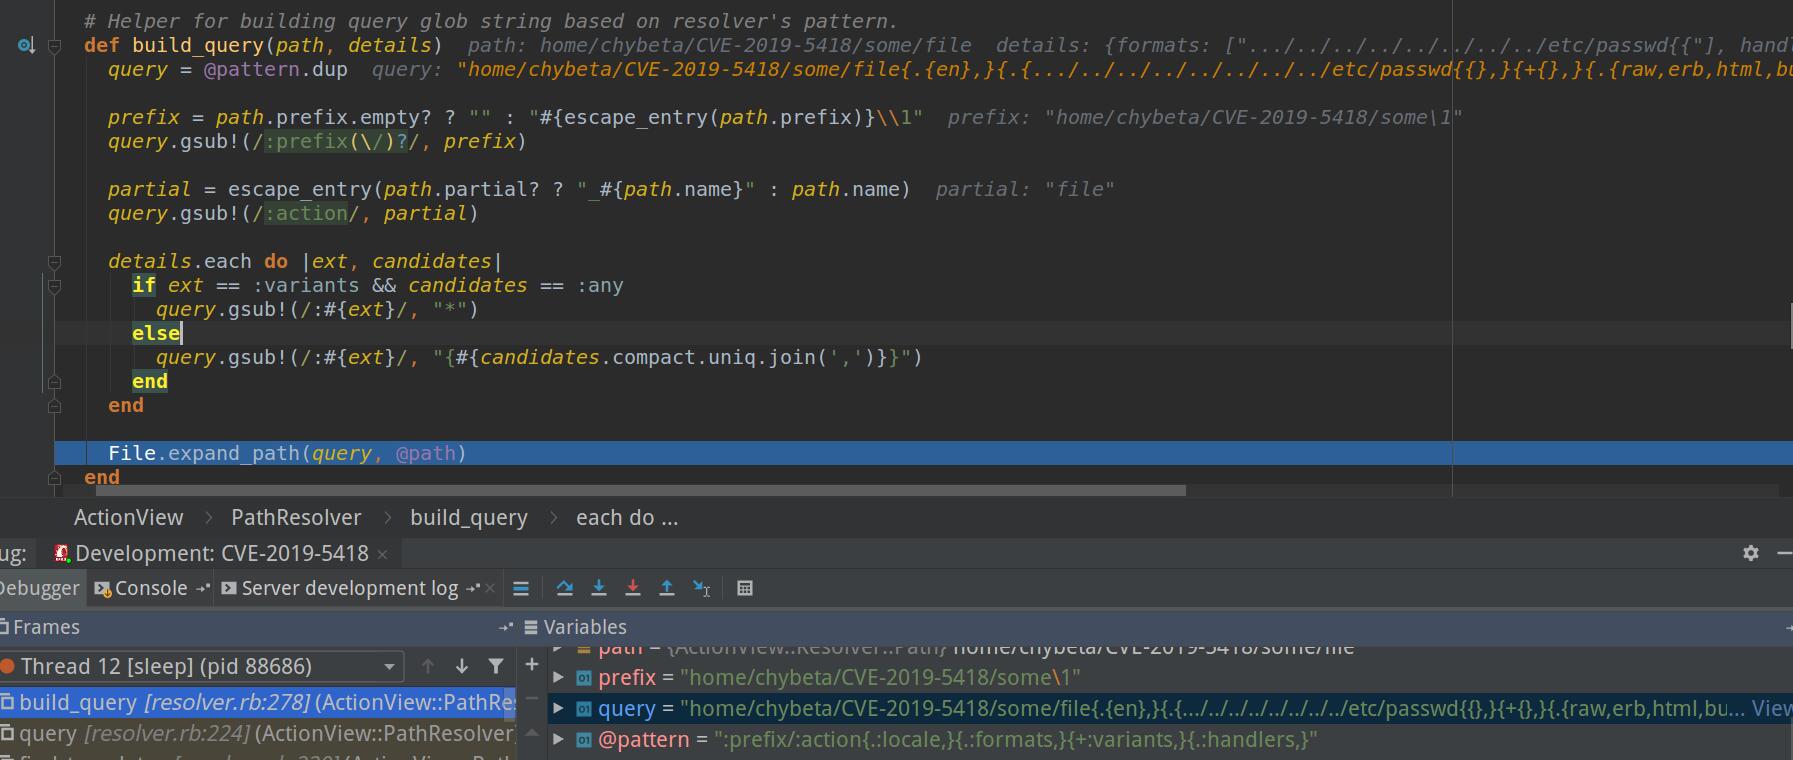 # Helper for building query glob string based on resolver's pattern.
def build_query(path, details)  path: home/chybeta/CVE-2019-5418/some/file  details: {formats: [".../../../../../../../../etc/passwd{{"], handl
query = @pattern.dup  query: "home/chybeta/CVE-2019-5418/some/file{.{en},}{.{.../../../../../../../../etc/passwd{{},}{+{},}{.{raw,erb,html,bu
prefix = path.prefix.empty? ? "" : "#{escape_entry(path.prefix)}\\1"  prefix: "home/chybeta/CVE-2019-5418/some\1"
query.gsub!(/:prefix(\/)?/, prefix)
partial = escape_entry(path.partial? ? "_#{path.name}" : path.name)  partial: "file"
query.gsub!(/:action/, partial)
details.each do |ext, candidates|
if ext == :variants && candidates == :any
query.gsub!(/:#{ext}/, "*")
else
query.gsub!(/:#{ext}/, "{#{candidates.compact.uniq.join(',')}}")
end
end
File.expand_path(query, @path)
end
ActionView > PathResolver > build_query > each do ...
ug: Development: CVE-2019-5418 ×
Debugger Console Server development log ×
Frames Variables
Thread 12 [sleep] (pid 88686)
path = {ActionView::Resolver::Path} home/chybeta/CVE-2019-5418/some/file
prefix = "home/chybeta/CVE-2019-5418/some\1"
build_query [resolver.rb:278] (ActionView::PathRes
query = "home/chybeta/CVE-2019-5418/some/file{.{en},}{.{.../../../../../../../../etc/passwd{{},}{+{},}{.{raw,erb,html,bu... View
query [resolver.rb:224] (ActionView::PathResolver)
@pattern = ":prefix/:action{.:locale,}{.:formats,}{+:variants,}{.:handlers,}"